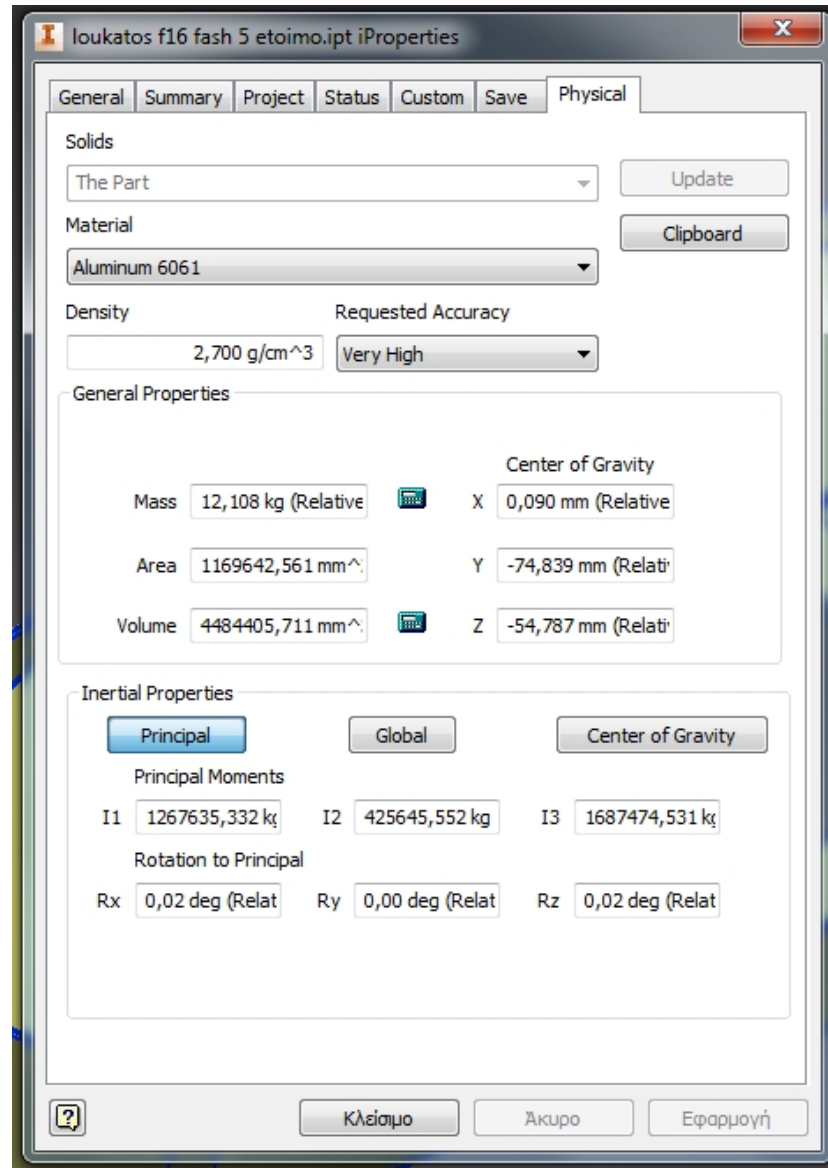 loukatos f16 fash 5 etoimo.ipt iProperties
General Summary Project Status Custom Save Physical
Solids
The Part
Update
Material
Clipboard
Aluminum 6061
Density Requested Accuracy
2,700 g/cm^3 Very High
General Properties
Center of Gravity
Mass 12,108 kg (Relative X 0,090 mm (Relative
Area 1169642,561 mm^ Y -74,839 mm (Relati
Volume 4484405,711 mm^ Z -54,787 mm (Relati
Inertial Properties
Principal Global Center of Gravity
Principal Moments
I1 1267635,332 kg I2 425645,552 kg I3 1687474,531 kg
Rotation to Principal
Rx 0,02 deg (Relat Ry 0,00 deg (Relat Rz 0,02 deg (Relat
Κλείσιμο Άκυρο Εφαρμογή